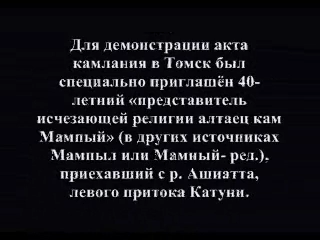 Для демонстрации акта
камлания в Томск был
специально приглашён 40-
летний «представитель
исчезающей религии алтаец кам
Мампый» (в других источниках
Мампыл или Мамный- ред.),
приехавший с р. Ашиатта,
левого притока Катуни.